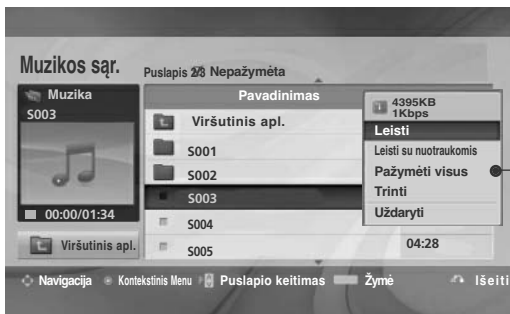 Muzikos sąr.
Puslapis 2/3 Nepažymėta
Muzika
S003
00:00/01:34
Viršutinis apl.
Pavadinimas
Viršutinis apl.
S001
S002
S003
S004
S005
04:28
4395KB
1Kbps
Leisti
Leisti su nuotraukomis
Pažymėti visus
Trinti
Uždaryti
Navigacija Kontekstinis Menu Puslapio keitimas Žymė Išeiti